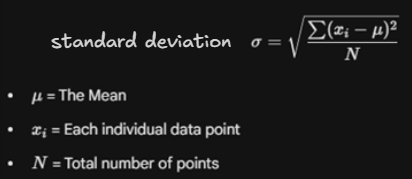 standard deviation σ = √(∑(xᵢ − μ)² / N)
• μ = The Mean
• xᵢ = Each individual data point
• N = Total number of points